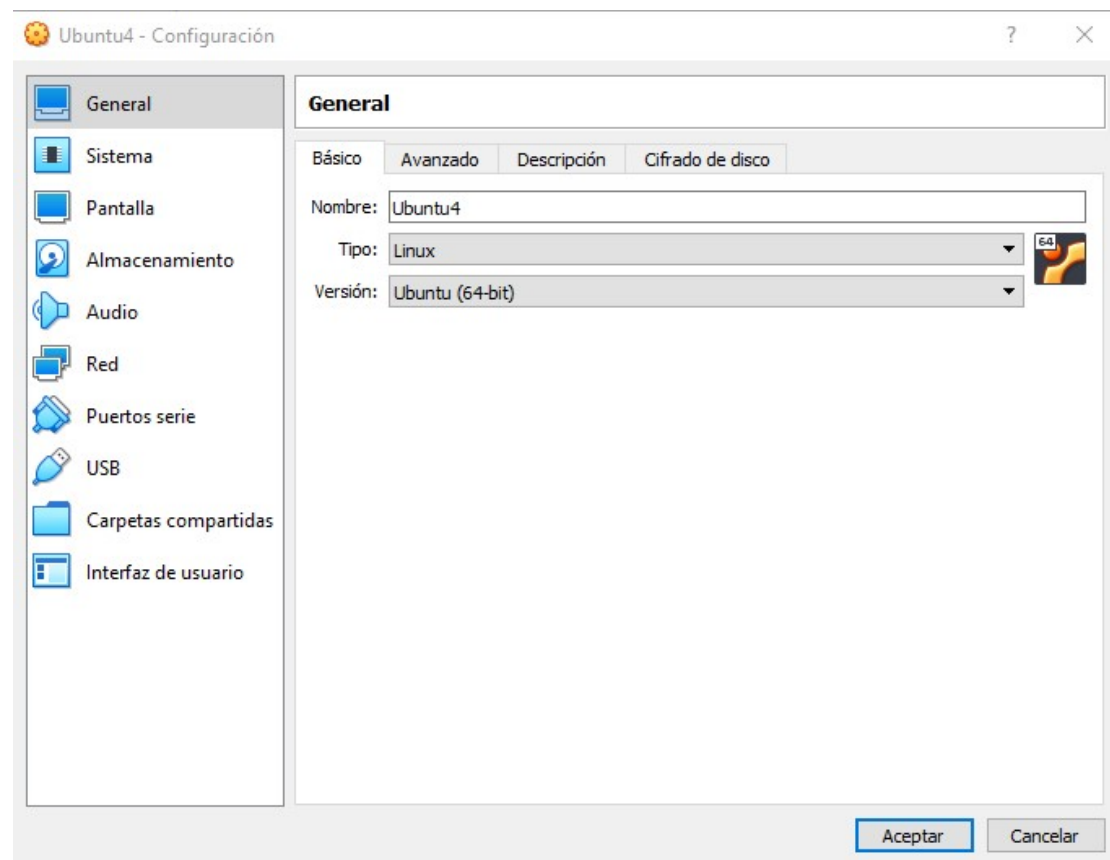 Ubuntu4 - Configuración
?
General
Sistema
Pantalla
Almacenamiento
Audio
Red
Puertos serie
USB
Carpetas compartidas
Interfaz de usuario
General
Básico Avanzado Descripción Cifrado de disco
Nombre: Ubuntu4
Tipo: Linux
64
Versión: Ubuntu (64-bit)
Aceptar Cancelar